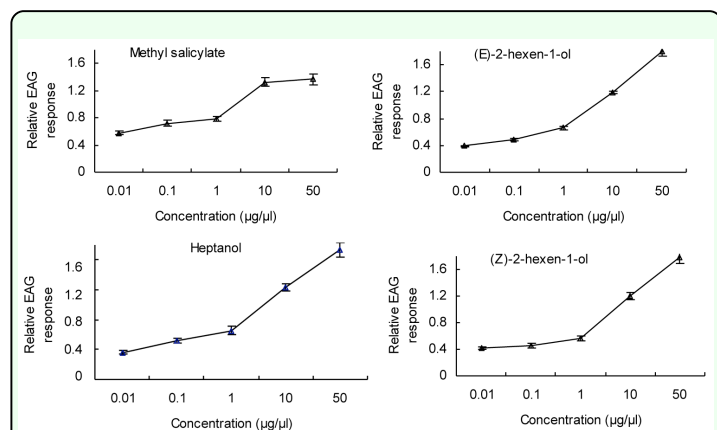 Methyl salicylate
Relative EAG
response
1.6
1.2
0.8
0.4
0
0.01 0.1 1 10 50
Concentration (µg/µl)
(E)-2-hexen-1-ol
Relative EAG
response
1.6
1.2
0.8
0.4
0
0.01 0.1 1 10 50
Concentration (µg/µl)
Heptanol
Relative EAG
response
1.6
1.2
0.8
0.4
0
0.01 0.1 1 10 50
Concentration (µg/µl)
(Z)-2-hexen-1-ol
Relative EAG
response
1.6
1.2
0.8
0.4
0
0.01 0.1 1 10 50
Concentration (µg/µl)